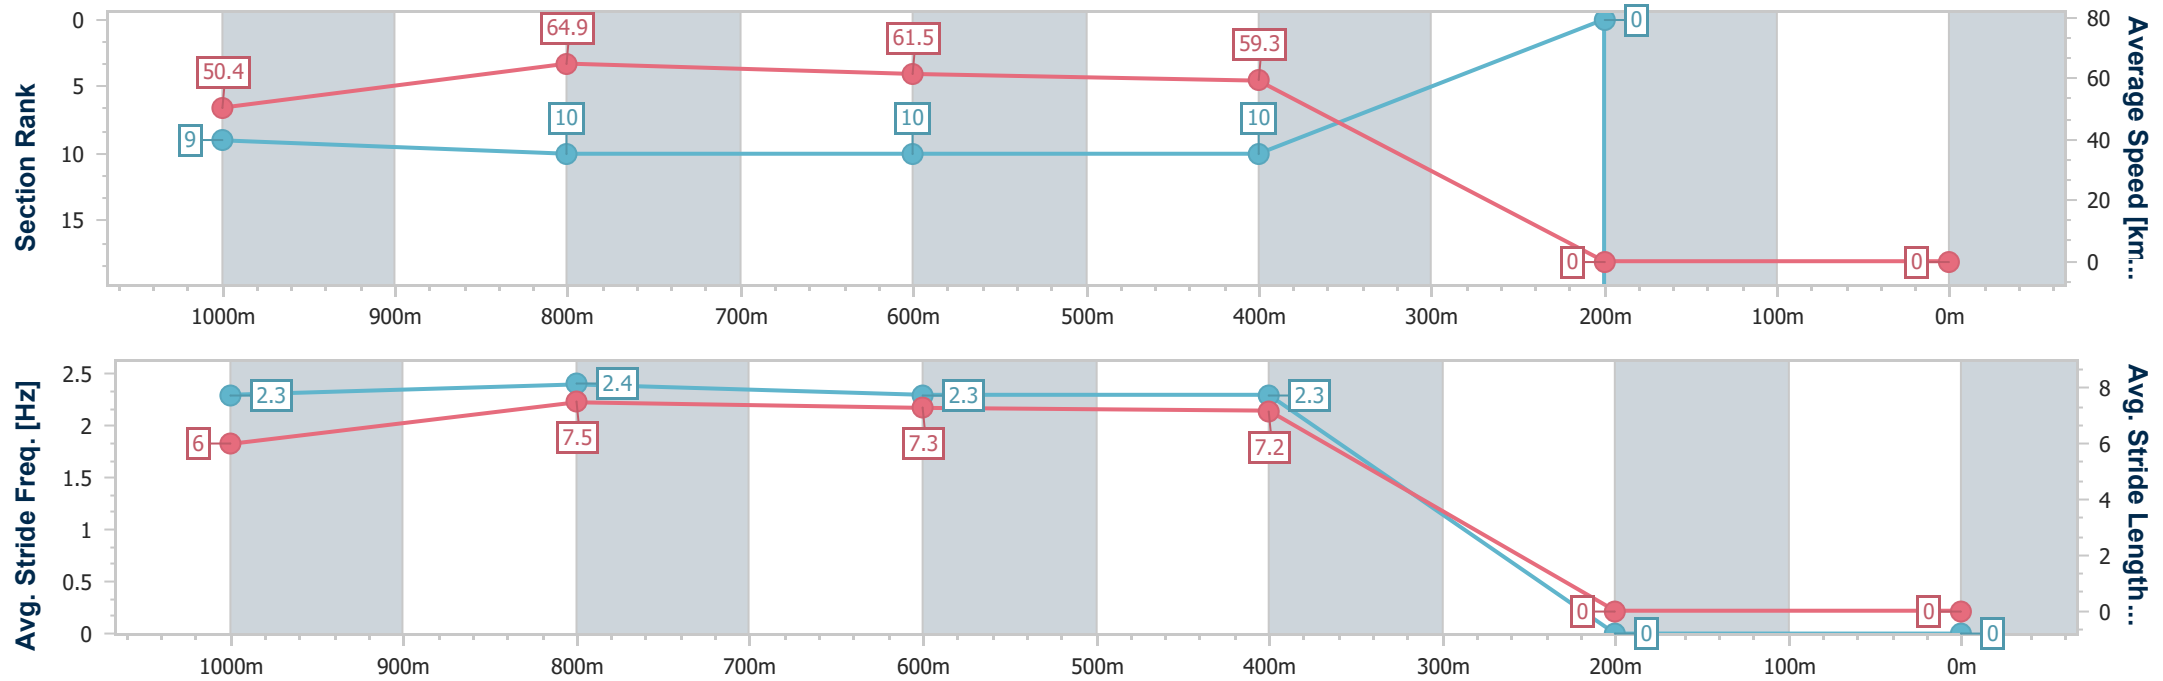 Section Rank
0
5
10
15
50.4
64.9
61.5
59.3
0
0
9
10
10
10
0
80
60
40
20
0
Average Speed [km...
1000m
900m
800m
700m
600m
500m
400m
300m
200m
100m
0m
Avg. Stride Freq. [Hz]
2.5
2
1.5
1
0.5
0
2.3
2.4
2.3
2.3
0
0
6
7.5
7.3
7.2
0
0
8
6
4
2
0
Avg. Stride Length...
1000m
900m
800m
700m
600m
500m
400m
300m
200m
100m
0m